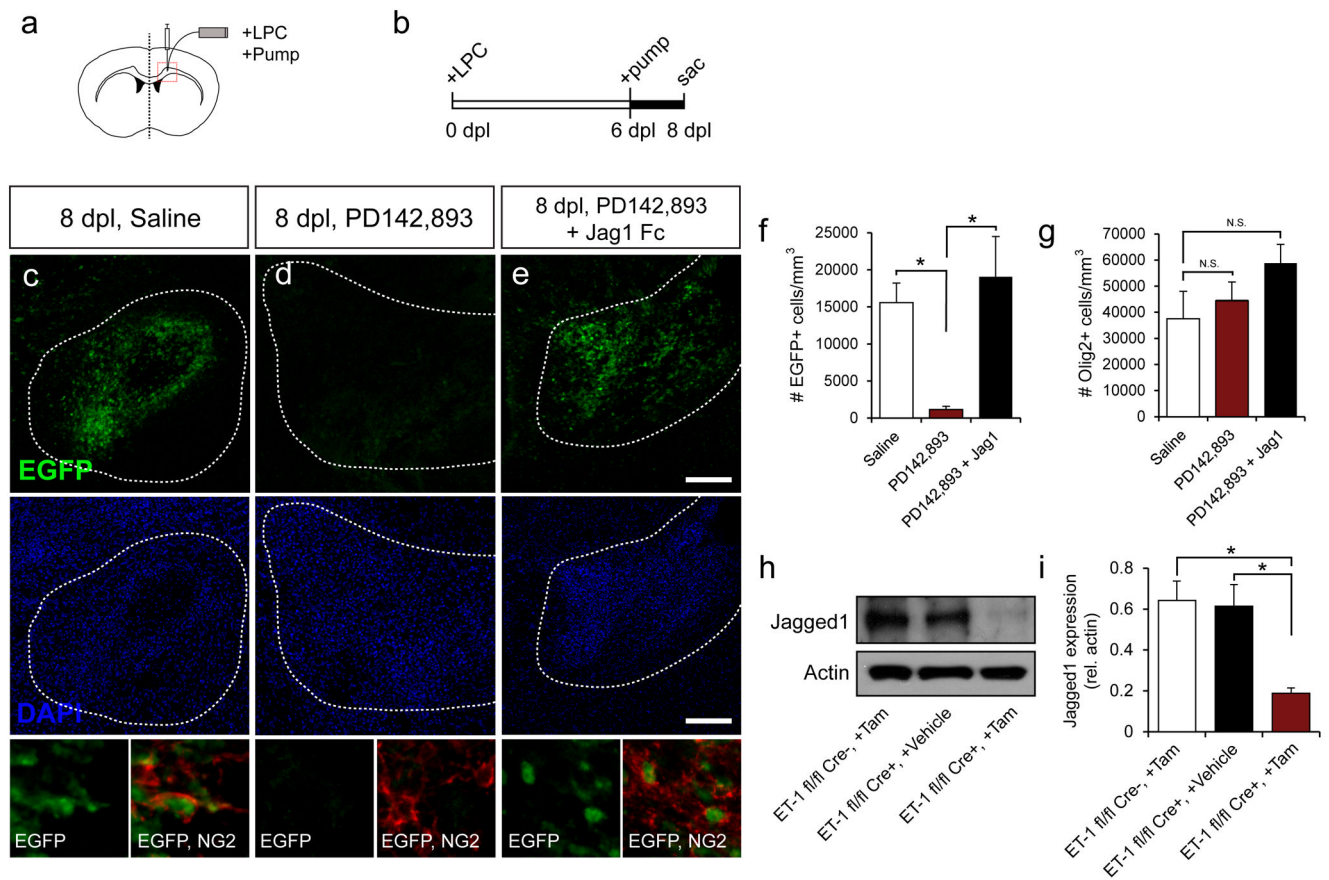 a
+LPC
+Pump
b
+LPC
+pump
sac
0 dpl
6 dpl
8 dpl
8 dpl, Saline
8 dpl, PD142,893
8 dpl, PD142,893
+ Jag1 Fc
c
d
e
EGFP
DAPI
EGFP
EGFP, NG2
EGFP
EGFP, NG2
EGFP
EGFP, NG2
f
# EGFP+ cells/mm3
25000
20000
15000
10000
5000
0
*
*
Saline
PD142,893
PD142,893 + Jag1
g
# Olig2+ cells/mm3
70000
60000
50000
40000
30000
20000
10000
0
N.S.
N.S.
Saline
PD142,893
PD142,893 + Jag1
h
Jagged1
Actin
ET-1 fl/fl Cre-, +Tam
ET-1 fl/fl Cre+, +Vehicle
ET-1 fl/fl Cre+, +Tam
i
Jagged1 expression
(rel. actin)
0.8
0.6
0.4
0.2
0
*
*
ET-1 fl/fl Cre-, +Tam
ET-1 fl/fl Cre+, +Vehicle
ET-1 fl/fl Cre+, +Tam